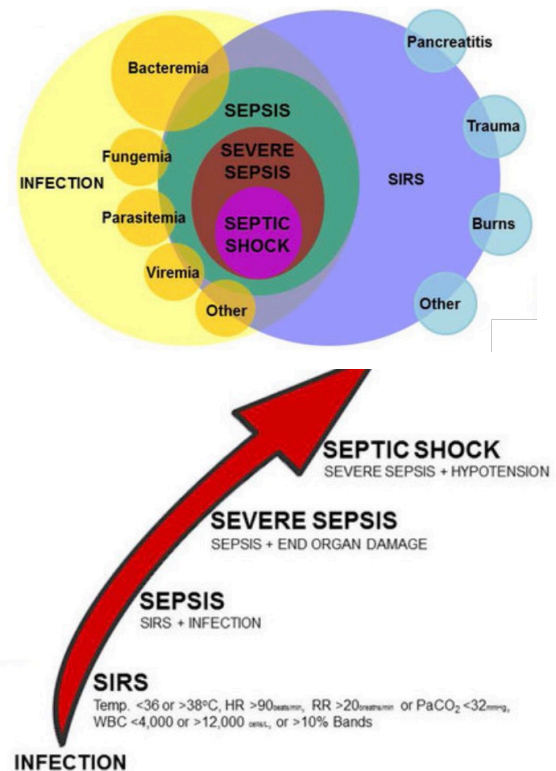 Bacteremia
Pancreatitis
SEPSIS
Trauma
Fungemia
SEVERE
SEPSIS
INFECTION
SIRS
Parasitemia
SEPTIC
SHOCK
Burns
Viremia
Other
Other
SEPTIC SHOCK
SEVERE SEPSIS + HYPOTENSION
SEVERE SEPSIS
SEPSIS + END ORGAN DAMAGE
SEPSIS
SIRS + INFECTION
SIRS
Temp. <36 or >38°C, HR >90beats/min, RR >20breaths/min or PaCO2 <32mmHg,
WBC <4,000 or >12,000 cells/L, or >10% Bands
INFECTION